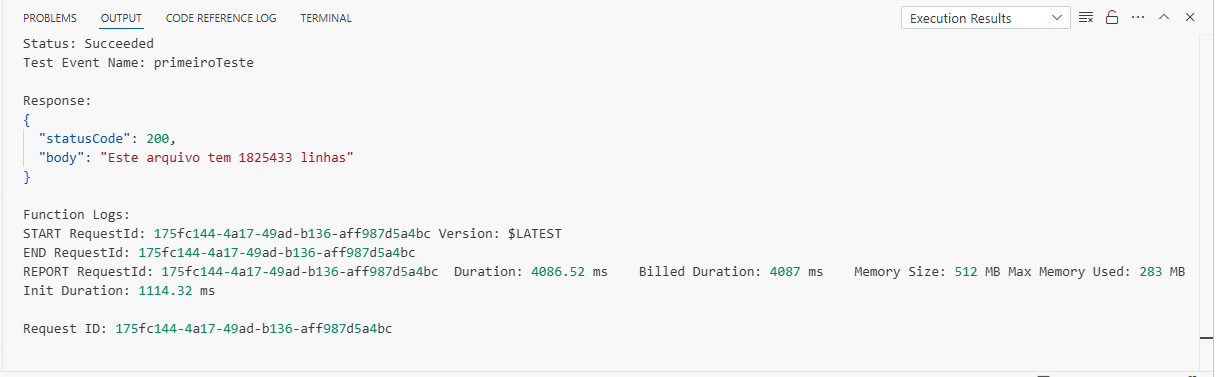 PROBLEMS OUTPUT CODE REFERENCE LOG TERMINAL Execution Results
Status: Succeeded
Test Event Name: primeiroTeste
Response:
{
"statusCode": 200,
"body": "Este arquivo tem 1825433 linhas"
}
Function Logs:
START RequestId: 175fc144-4a17-49ad-b136-aff987d5a4bc Version: $LATEST
END RequestId: 175fc144-4a17-49ad-b136-aff987d5a4bc
REPORT RequestId: 175fc144-4a17-49ad-b136-aff987d5a4bc Duration: 4086.52 ms Billed Duration: 4087 ms Memory Size: 512 MB Max Memory Used: 283 MB
Init Duration: 1114.32 ms
Request ID: 175fc144-4a17-49ad-b136-aff987d5a4bc